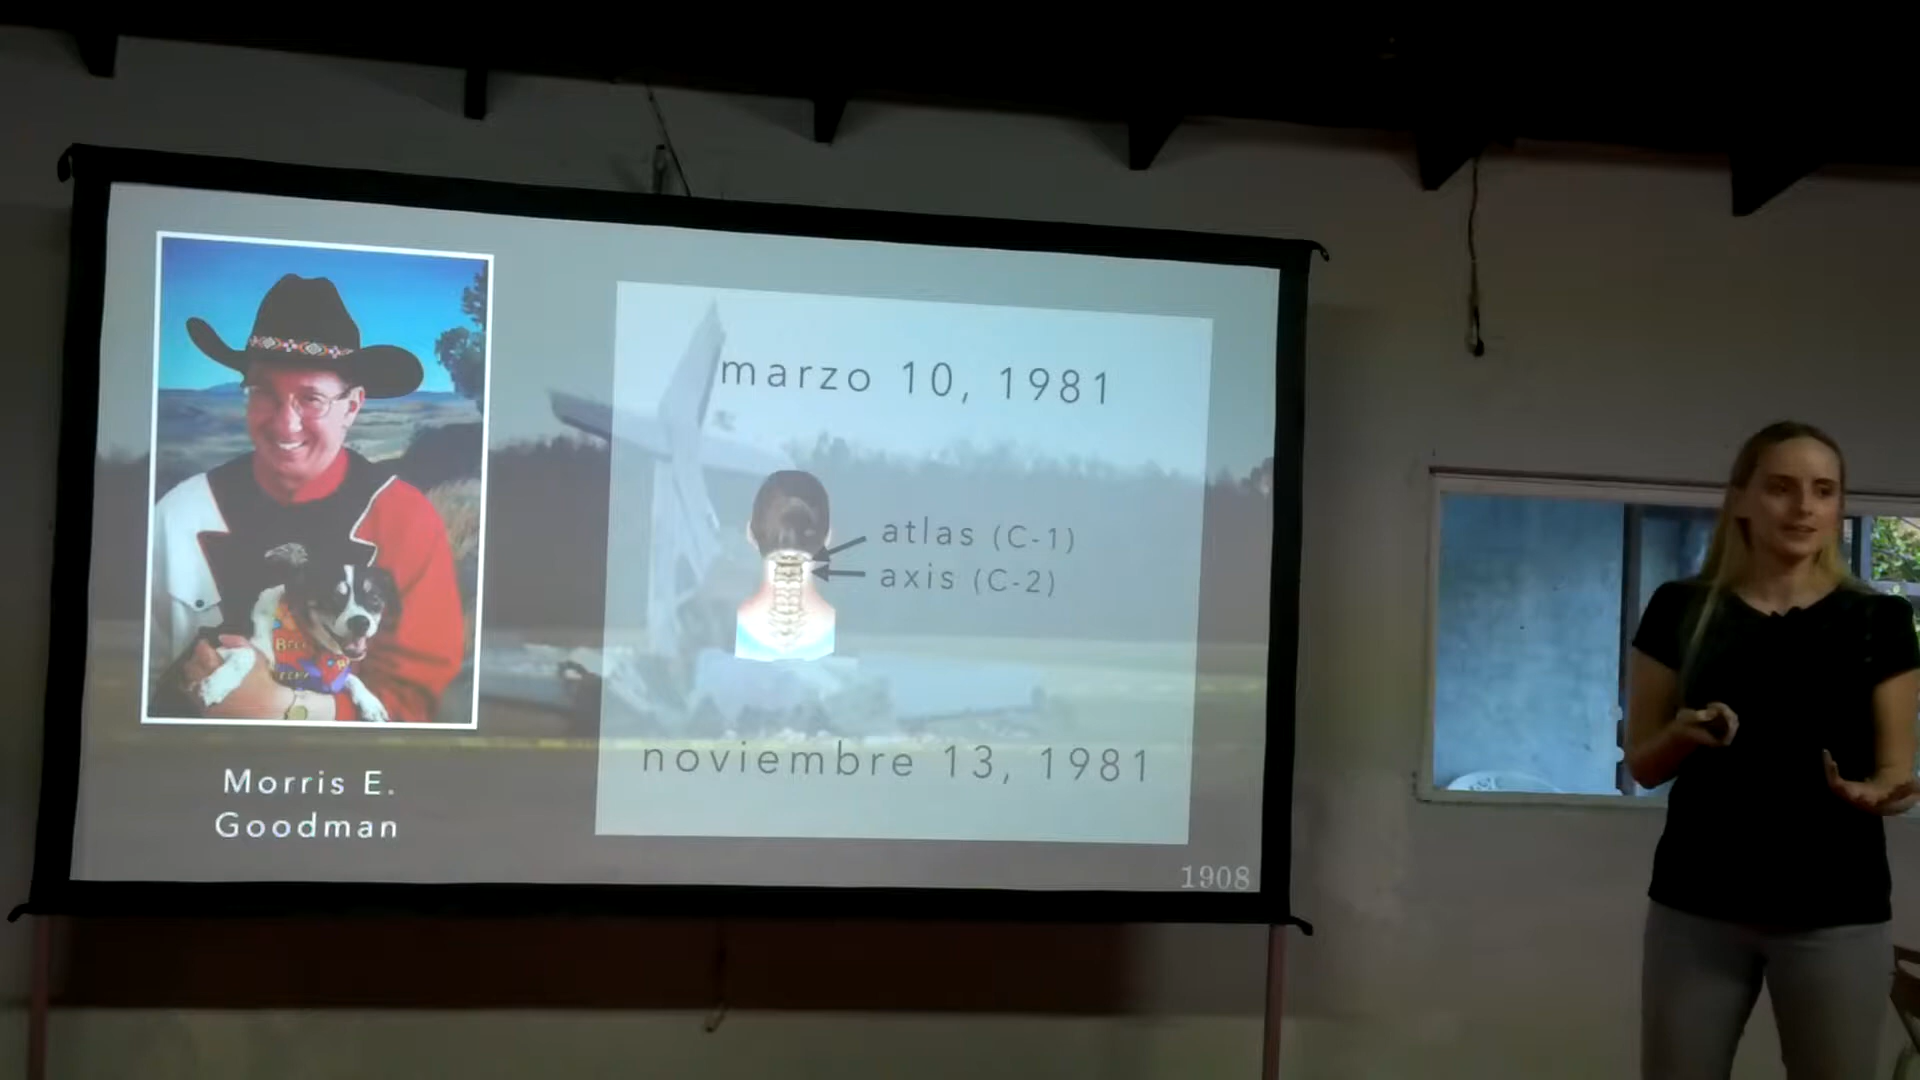 marzo 10, 1981
atlas (C-1)
axis (C-2)
noviembre 13, 1981
Morris E.
Goodman
1908